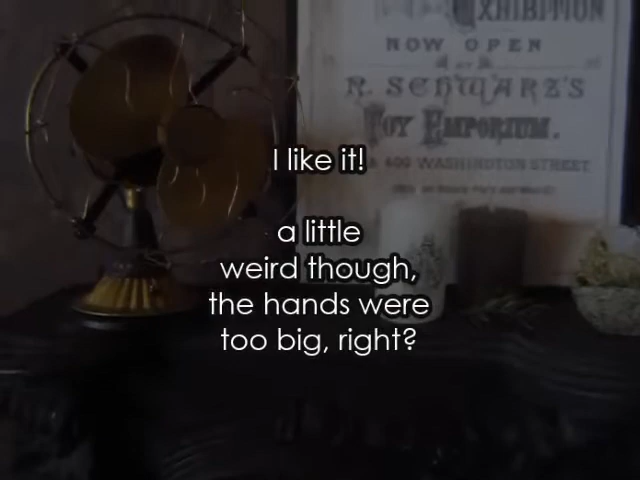 EXHIBITION
NOW OPEN
R. SCHWARZ'S
TOY EMPORIUM.
400 WASHINGTON STREET
I like it!
a little
weird though,
the hands were
too big, right?